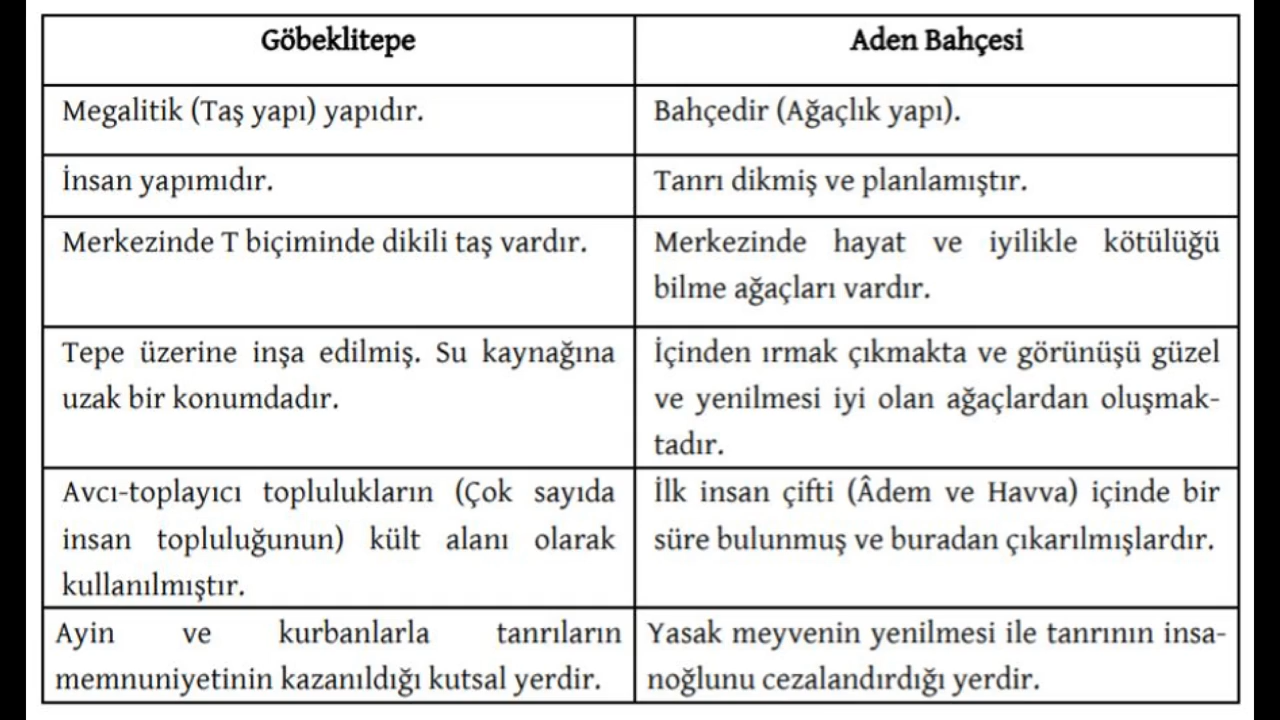 Göbeklitepe
Aden Bahçesi
Megalitik (Taş yapı) yapıdır.
Bahçedir (Ağaçlık yapı).
İnsan yapımıdır.
Tanrı dikmiş ve planlamıştır.
Merkezinde T biçiminde dikili taş vardır.
Merkezinde hayat ve iyilikle kötülüğü
bilme ağaçları vardır.
Tepe üzerine inşa edilmiş. Su kaynağına
uzak bir konumdadır.
İçinden ırmak çıkmakta ve görünüşü güzel
ve yenilmesi iyi olan ağaçlardan oluşmak-
tadır.
Avcı-toplayıcı toplulukların (Çok sayıda
insan topluluğunun) kült alanı olarak
kullanılmıştır.
İlk insan çifti (Âdem ve Havva) içinde bir
süre bulunmuş ve buradan çıkarılmışlardır.
Ayin ve kurbanlarla tanrıların
memnuniyetinin kazanıldığı kutsal yerdir.
Yasak meyvenin yenilmesi ile tanrının insa-
noğlunu cezalandırdığı yerdir.